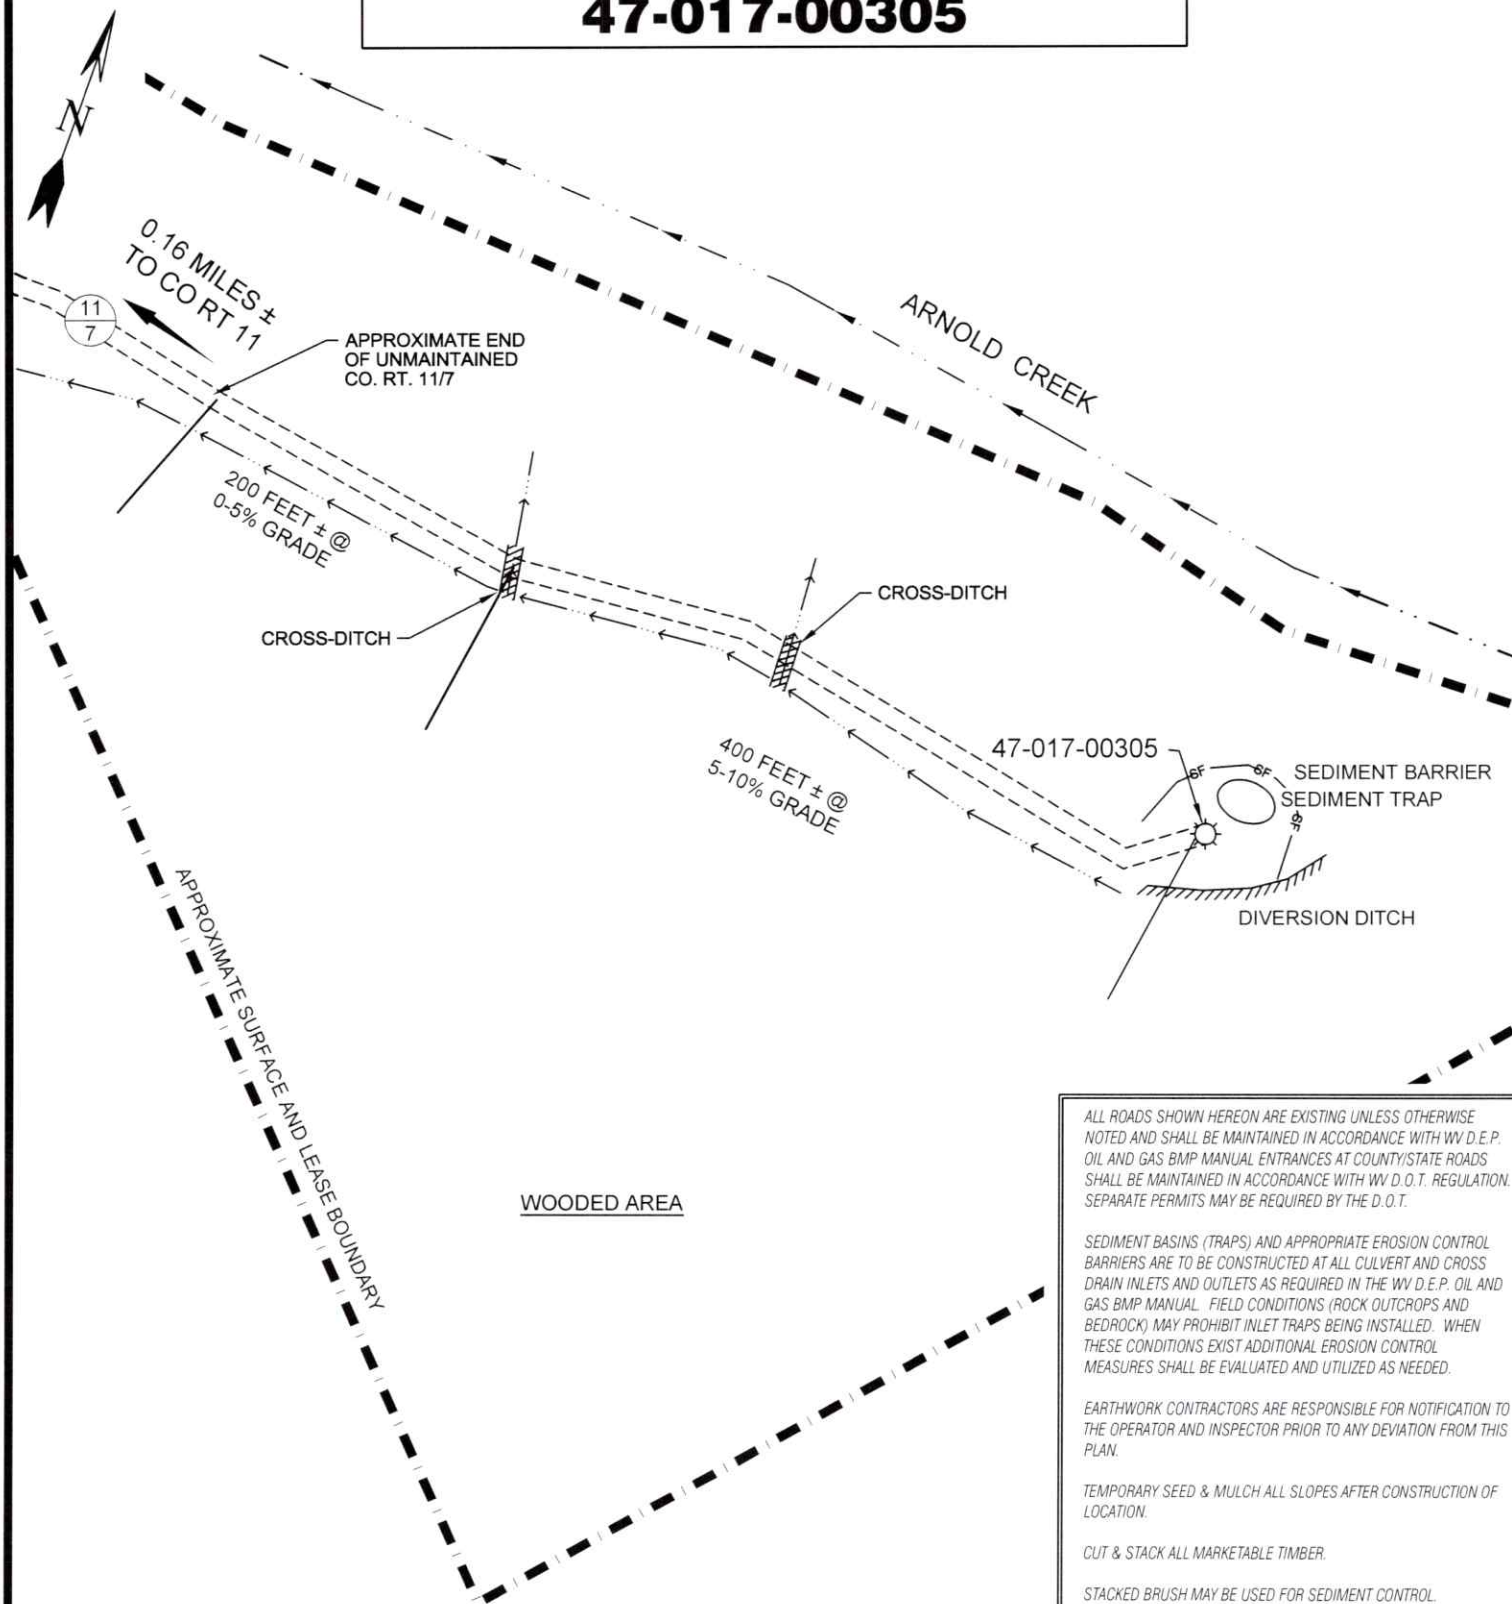 47-017-00305
N
0.16 MILES ±
TO CO RT 11
11
7
APPROXIMATE END
OF UNMAINTAINED
CO. RT. 11/7
ARNOLD CREEK
200 FEET ± @
0-5% GRADE
CROSS-DITCH
CROSS-DITCH
400 FEET ± @
5-10% GRADE
47-017-00305
SF
SF
SF
SEDIMENT BARRIER
SEDIMENT TRAP
DIVERSION DITCH
APPROXIMATE SURFACE AND LEASE BOUNDARY
WOODED AREA
ALL ROADS SHOWN HEREON ARE EXISTING UNLESS OTHERWISE
NOTED AND SHALL BE MAINTAINED IN ACCORDANCE WITH WV D.E.P.
OIL AND GAS BMP MANUAL ENTRANCES AT COUNTY/STATE ROADS
SHALL BE MAINTAINED IN ACCORDANCE WITH WV D.O.T. REGULATION.
SEPARATE PERMITS MAY BE REQUIRED BY THE D.O.T.
SEDIMENT BASINS (TRAPS) AND APPROPRIATE EROSION CONTROL
BARRIERS ARE TO BE CONSTRUCTED AT ALL CULVERT AND CROSS
DRAIN INLETS AND OUTLETS AS REQUIRED IN THE WV D.E.P. OIL AND
GAS BMP MANUAL. FIELD CONDITIONS (ROCK OUTCROPS AND
BEDROCK) MAY PROHIBIT INLET TRAPS BEING INSTALLED. WHEN
THESE CONDITIONS EXIST ADDITIONAL EROSION CONTROL
MEASURES SHALL BE EVALUATED AND UTILIZED AS NEEDED.
EARTHWORK CONTRACTORS ARE RESPONSIBLE FOR NOTIFICATION TO
THE OPERATOR AND INSPECTOR PRIOR TO ANY DEVIATION FROM THIS
PLAN.
TEMPORARY SEED & MULCH ALL SLOPES AFTER CONSTRUCTION OF
LOCATION.
CUT & STACK ALL MARKETABLE TIMBER.
STACKED BRUSH MAY BE USED FOR SEDIMENT CONTROL.